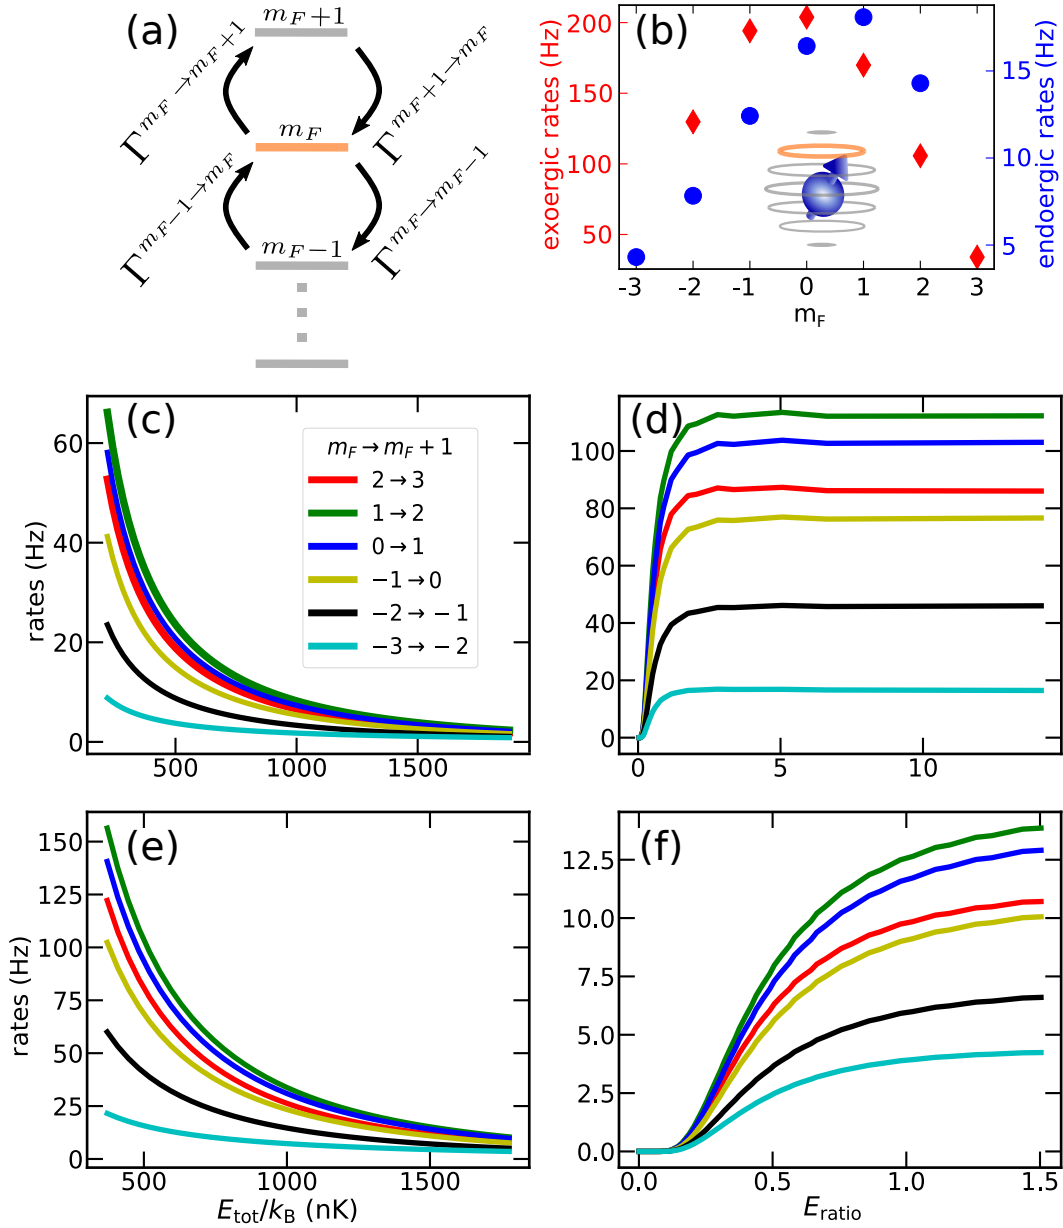 (a)
m_F+1
m_F
m_F−1
Γ^{m_F→m_F+1}
Γ^{m_F+1→m_F}
Γ^{m_F−1→m_F}
Γ^{m_F→m_F−1}
(b)
exoergic rates (Hz)
200
150
100
50
endoergic rates (Hz)
15
10
5
-3 -2 -1 0 1 2 3
m_F
(c)
rates (Hz)
60
40
20
0
500 1000 1500
m_F → m_F + 1
2 → 3
1 → 2
0 → 1
−1 → 0
−2 → −1
−3 → −2
(d)
100
80
60
40
20
0
0 5 10
(e)
rates (Hz)
150
125
100
75
50
25
0
500 1000 1500
E_tot/k_B (nK)
(f)
12.5
10.0
7.5
5.0
2.5
0.0
0.0 0.5 1.0 1.5
E_ratio